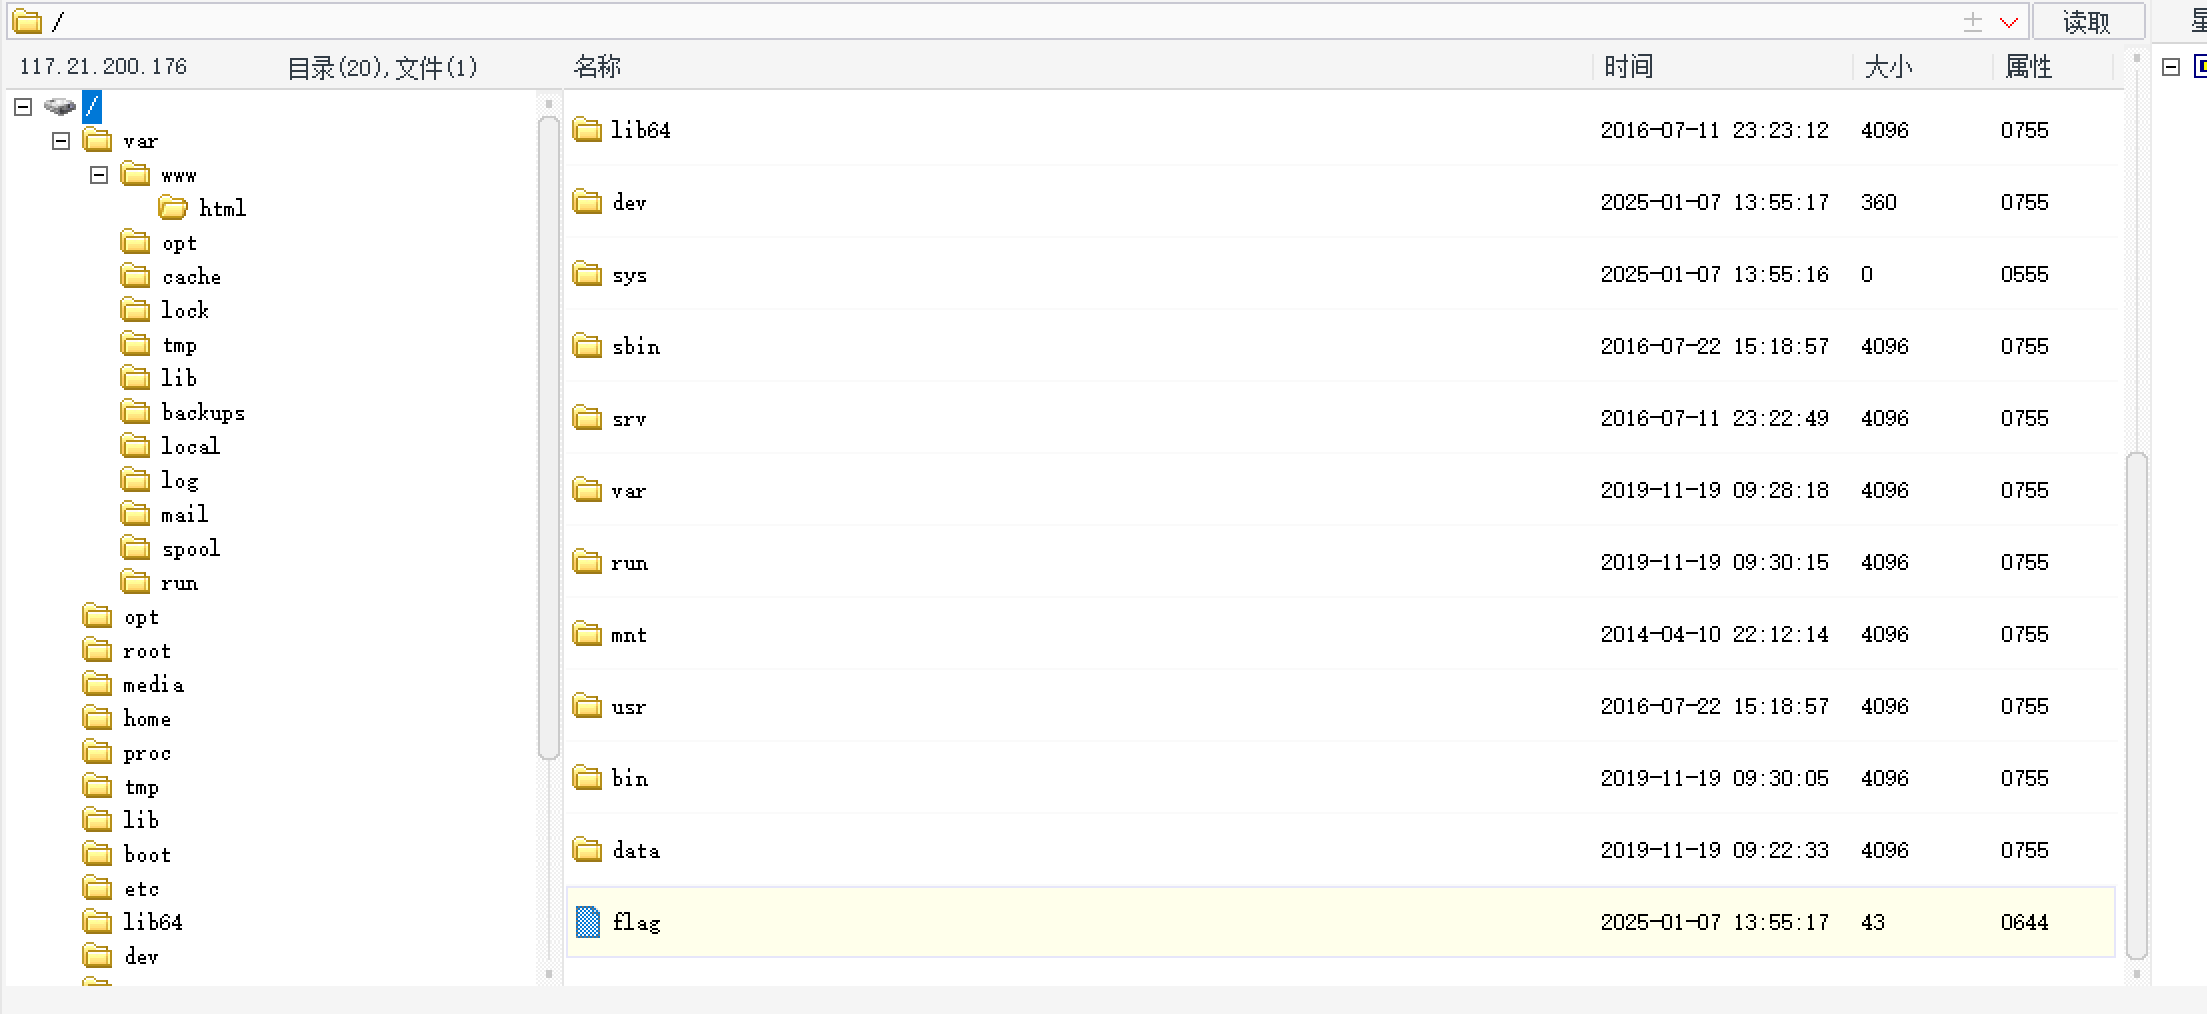 /
读取
117.21.200.176 目录(20),文件(1)
名称 时间 大小 属性
/
var
www
html
opt
cache
lock
tmp
lib
backups
local
log
mail
spool
run
opt
root
media
home
proc
tmp
lib
boot
etc
lib64
dev
lib64 2016-07-11 23:23:12 4096 0755
dev 2025-01-07 13:55:17 360 0755
sys 2025-01-07 13:55:16 0 0555
sbin 2016-07-22 15:18:57 4096 0755
srv 2016-07-11 23:22:49 4096 0755
var 2019-11-19 09:28:18 4096 0755
run 2019-11-19 09:30:15 4096 0755
mnt 2014-04-10 22:12:14 4096 0755
usr 2016-07-22 15:18:57 4096 0755
bin 2019-11-19 09:30:05 4096 0755
data 2019-11-19 09:22:33 4096 0755
flag 2025-01-07 13:55:17 43 0644